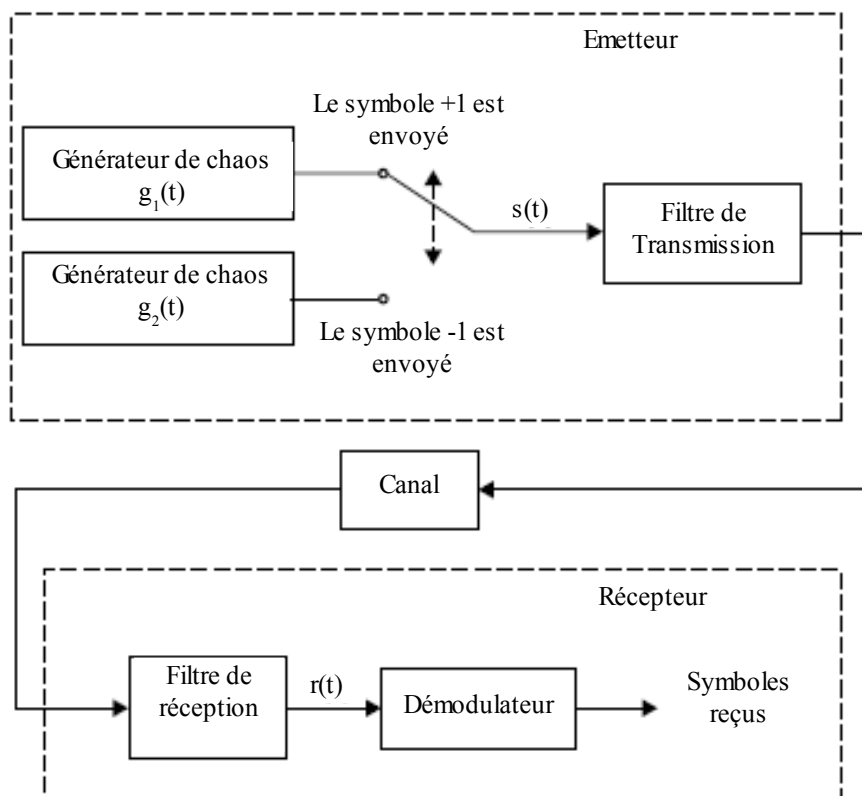 Emetteur
Le symbole +1 est
envoyé
Générateur de chaos
g₁(t)
s(t)
Filtre de
Transmission
Générateur de chaos
g₂(t)
Le symbole -1 est
envoyé
Canal
Récepteur
Filtre de
réception
r(t)
Démodulateur
Symboles
reçus